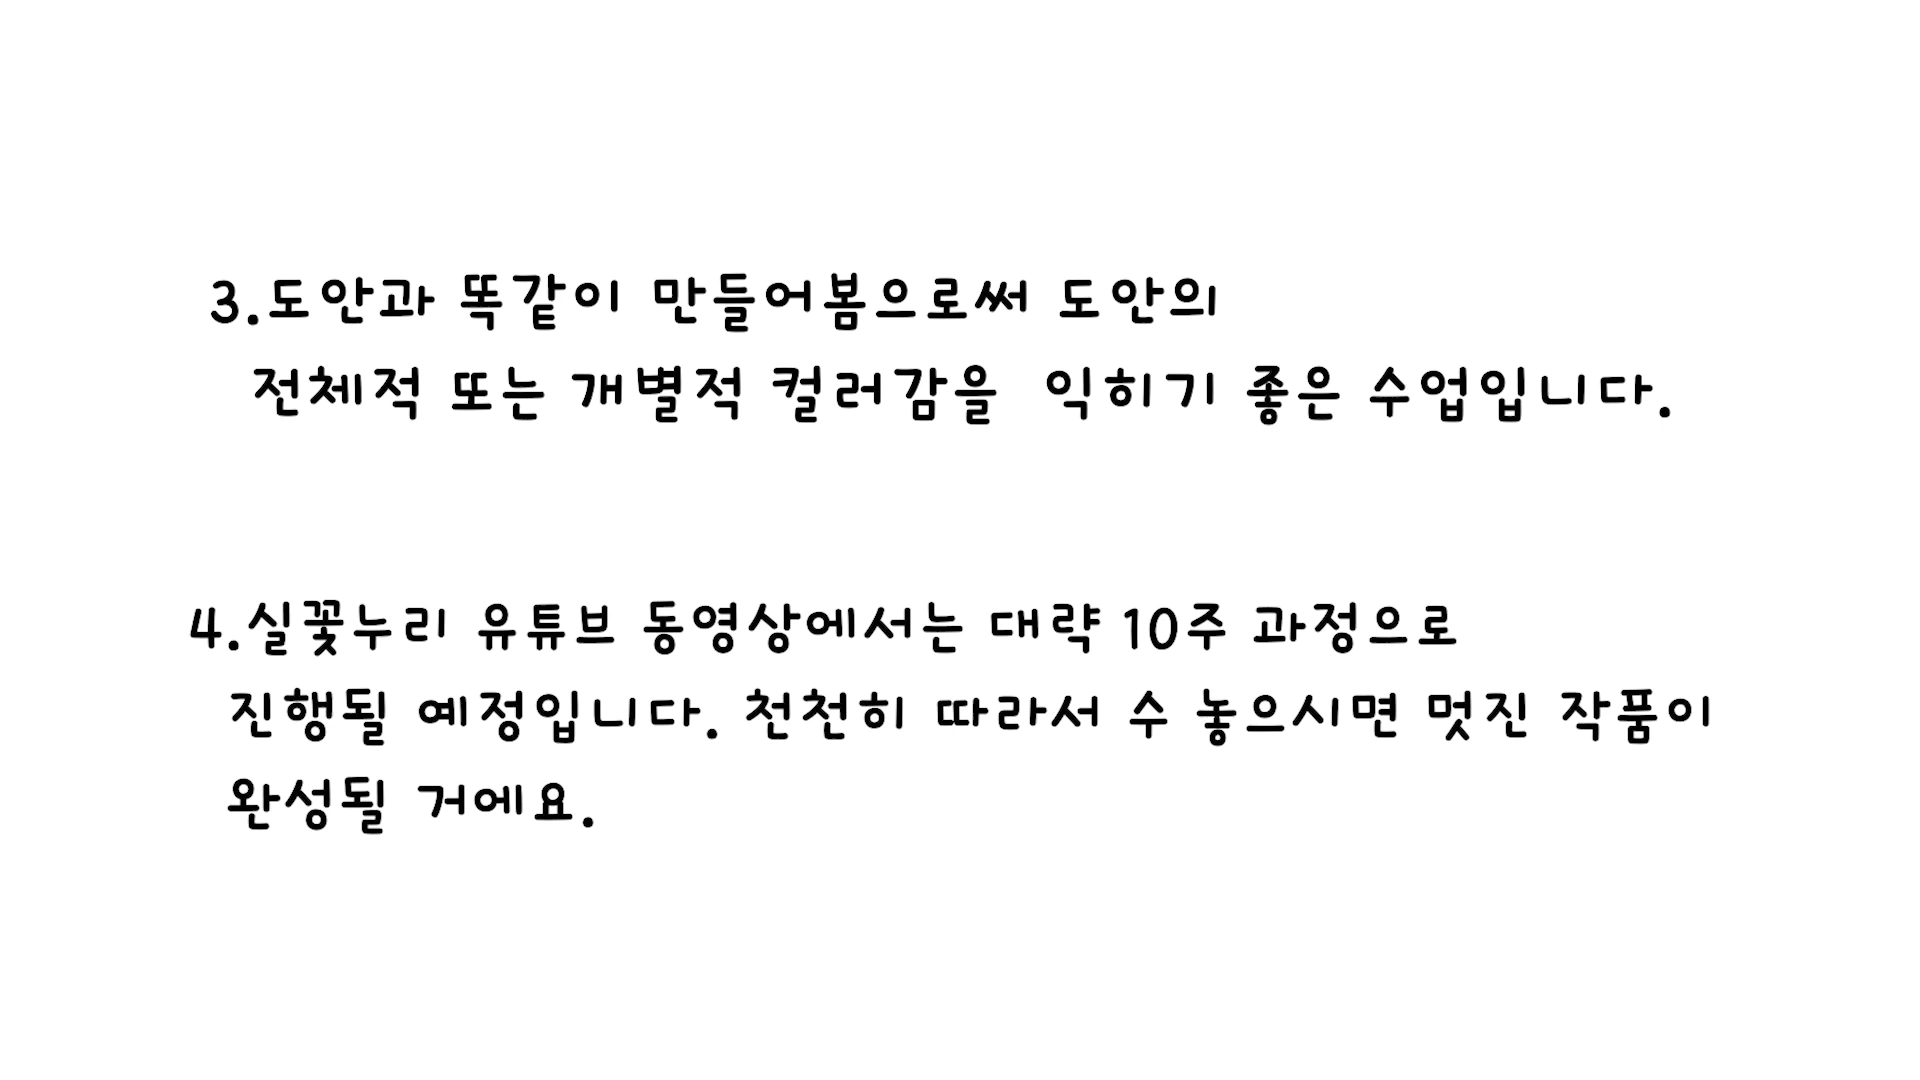 3.도안과 똑같이 만들어봄으로써 도안의
전체적 또는 개별적 컬러감을 익히기 좋은 수업입니다.
4.실꽃누리 유튜브 동영상에서는 대략 10주 과정으로
진행될 예정입니다. 천천히 따라서 수 놓으시면 멋진 작품이
완성될 거에요.